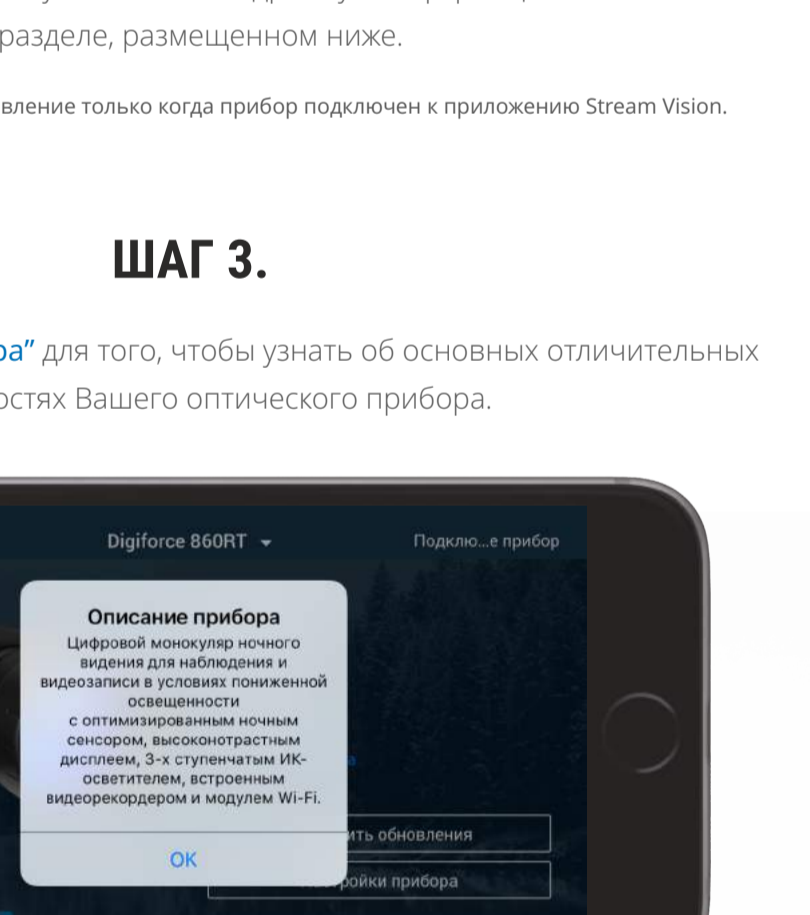 разделе, размещенном ниже.
вление только когда прибор подключен к приложению Stream Vision.
ШАГ 3.
ра” для того, чтобы узнать об основных отличительных
остях Вашего оптического прибора.
Digiforce 860RT
Подклю...е прибор
Описание прибора
Цифровой монокуляр ночного
видения для наблюдения и
видеозаписи в условиях пониженной
освещенности
с оптимизированным ночным
сенсором, высоконотрастным
дисплеем, 3-х ступенчатым ИК-
осветителем, встроенным
видеорекордером и модулем Wi-Fi.
ить обновления
OK
ройки прибора